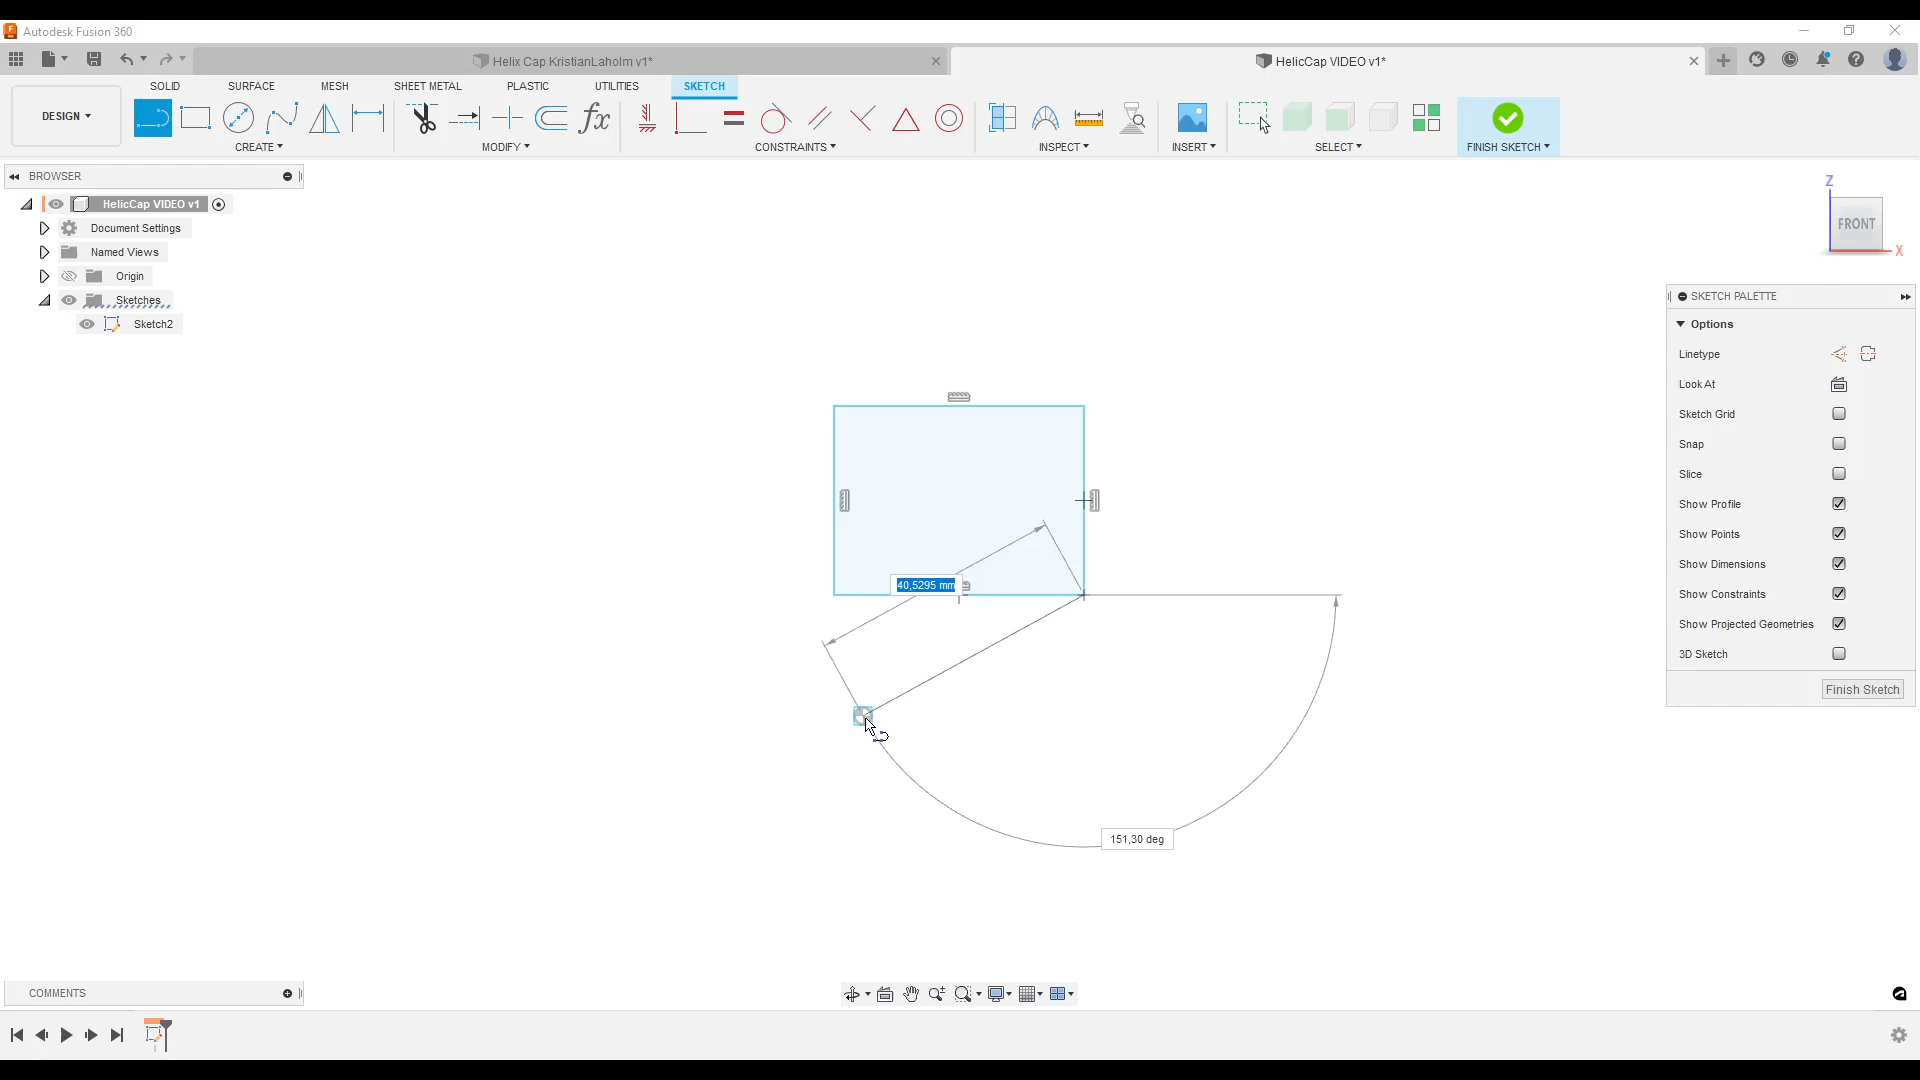 Autodesk Fusion 360
Helix Cap KristianLaholm v1*
HelicCap VIDEO v1*
DESIGN
SOLID
SURFACE
MESH
SHEET METAL
PLASTIC
UTILITIES
SKETCH
fx
CREATE
MODIFY
CONSTRAINTS
INSPECT
INSERT
SELECT
FINISH SKETCH
BROWSER
HelicCap VIDEO v1
Document Settings
Named Views
Origin
Sketches
Sketch2
Z
FRONT
X
SKETCH PALETTE
Options
Linetype
Look At
Sketch Grid
Snap
Slice
Show Profile
Show Points
Show Dimensions
Show Constraints
Show Projected Geometries
3D Sketch
Finish Sketch
40,5295 mm
151,30 deg
COMMENTS